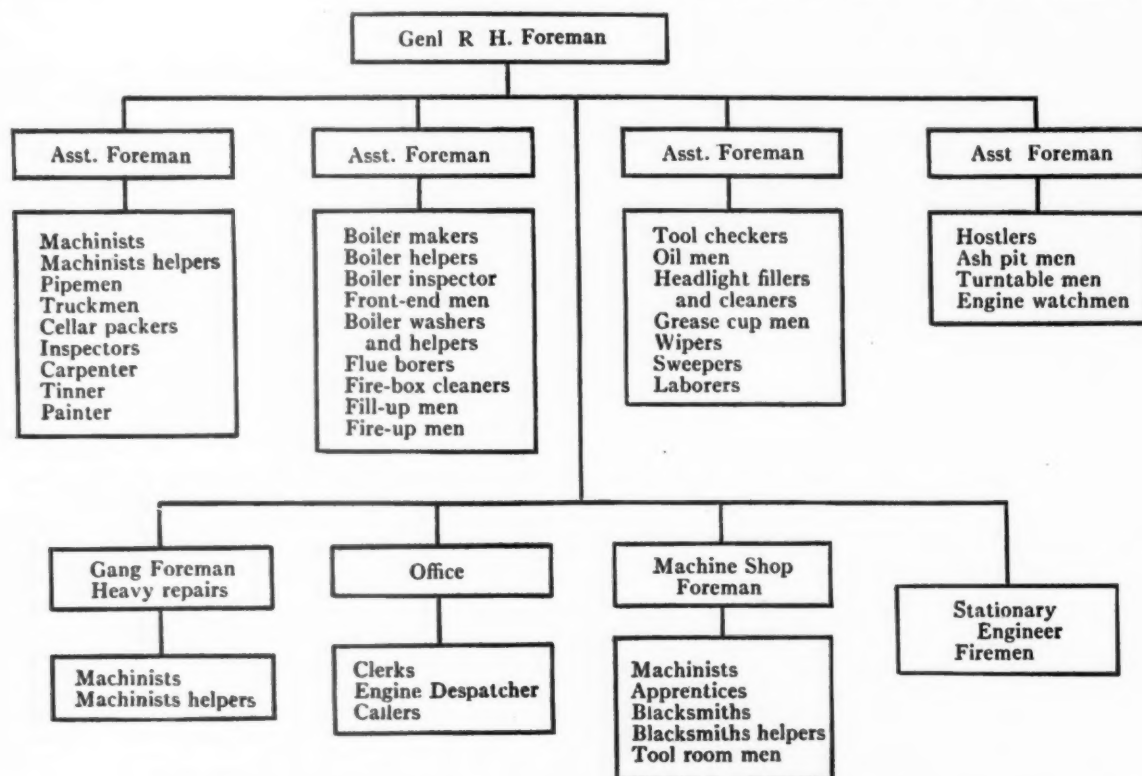 Genl R H. Foreman
Asst. Foreman
Machinists
Machinists helpers
Pipemen
Truckmen
Cellar packers
Inspectors
Carpenter
Tinner
Painter
Asst. Foreman
Boiler makers
Boiler helpers
Boiler inspector
Front-end men
Boiler washers
and helpers
Flue borers
Fire-box cleaners
Fill-up men
Fire-up men
Asst. Foreman
Tool checkers
Oil men
Headlight fillers
and cleaners
Grease cup men
Wipers
Sweepers
Laborers
Asst Foreman
Hostlers
Ash pit men
Turntable men
Engine watchmen
Gang Foreman
Heavy repairs
Machinists
Machinists helpers
Office
Clerks
Engine Despatcher
Callers
Machine Shop
Foreman
Machinists
Apprentices
Blacksmiths
Blacksmiths helpers
Tool room men
Stationary
Engineer
Firemen